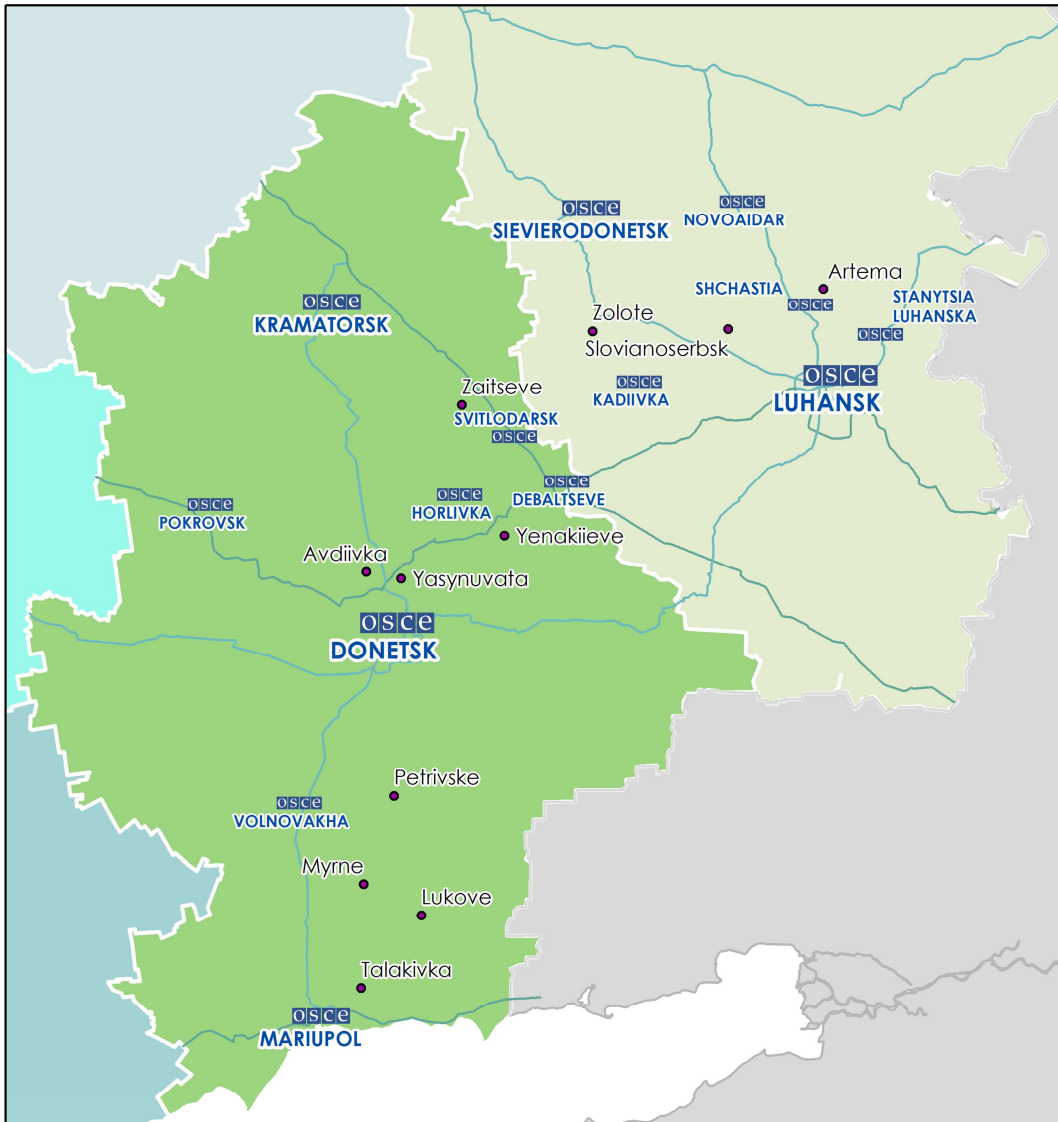 osce
SIEVIERODONETSK
osce
NOVOAIDAR
Artema
SHCHASTIA
osce
STANYTSIA
LUHANSKA
osce
osce
KRAMATORSK
Zolote
Slovianoserbsk
osce
LUHANSK
osce
KADIIVKA
Zaitseve
SVITLODARSK
osce
osce
DEBALTSEVE
osce
HORLIVKA
osce
POKROVSK
Yenakiieve
Avdiivka
Yasynuvata
osce
DONETSK
Petrivske
osce
VOLNOVAKHA
Myrne
Lukove
Talakivka
osce
MARIUPOL